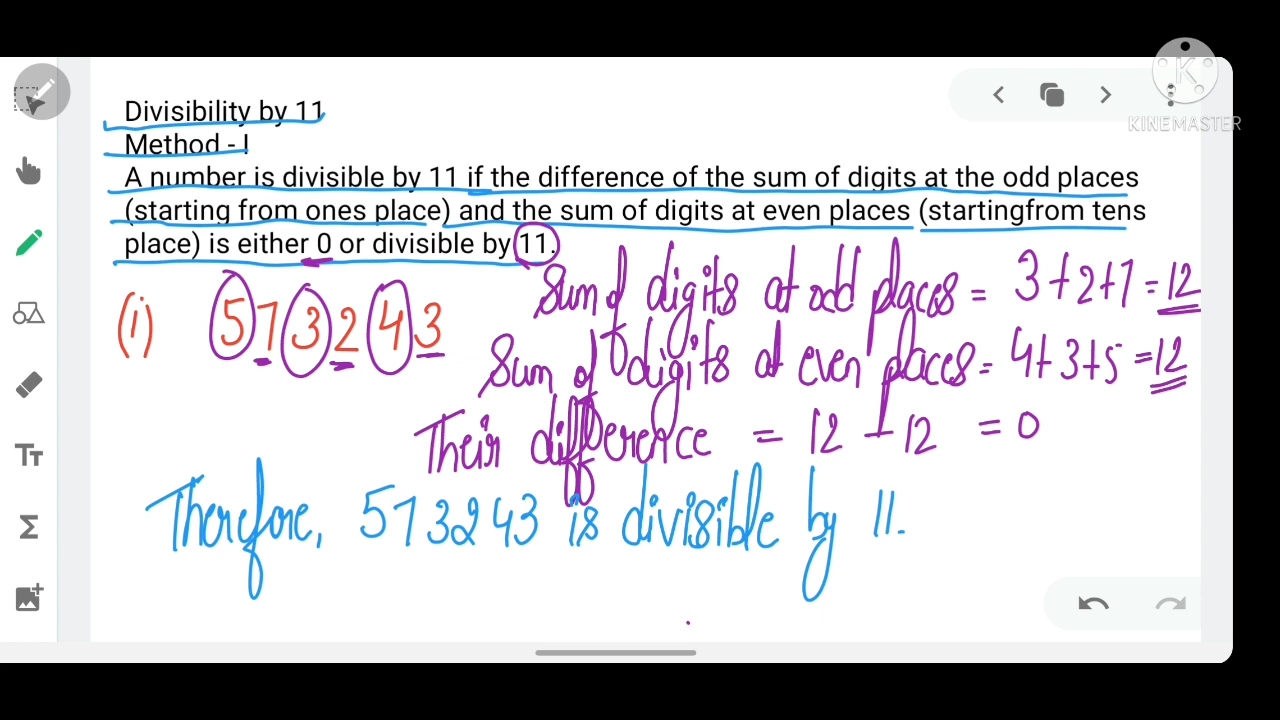 KINEMASTER
Divisibility by 11
Method - I
A number is divisible by 11 if the difference of the sum of digits at the odd places
(starting from ones place) and the sum of digits at even places (startingfrom tens
place) is either 0 or divisible by 11.
(i) 573243
Sum of digits at odd places = 3+2+7=12
Sum of digits at even places = 4+3+5=12
Their difference = 12 - 12 = 0
Therefore, 573243 is divisible by 11.